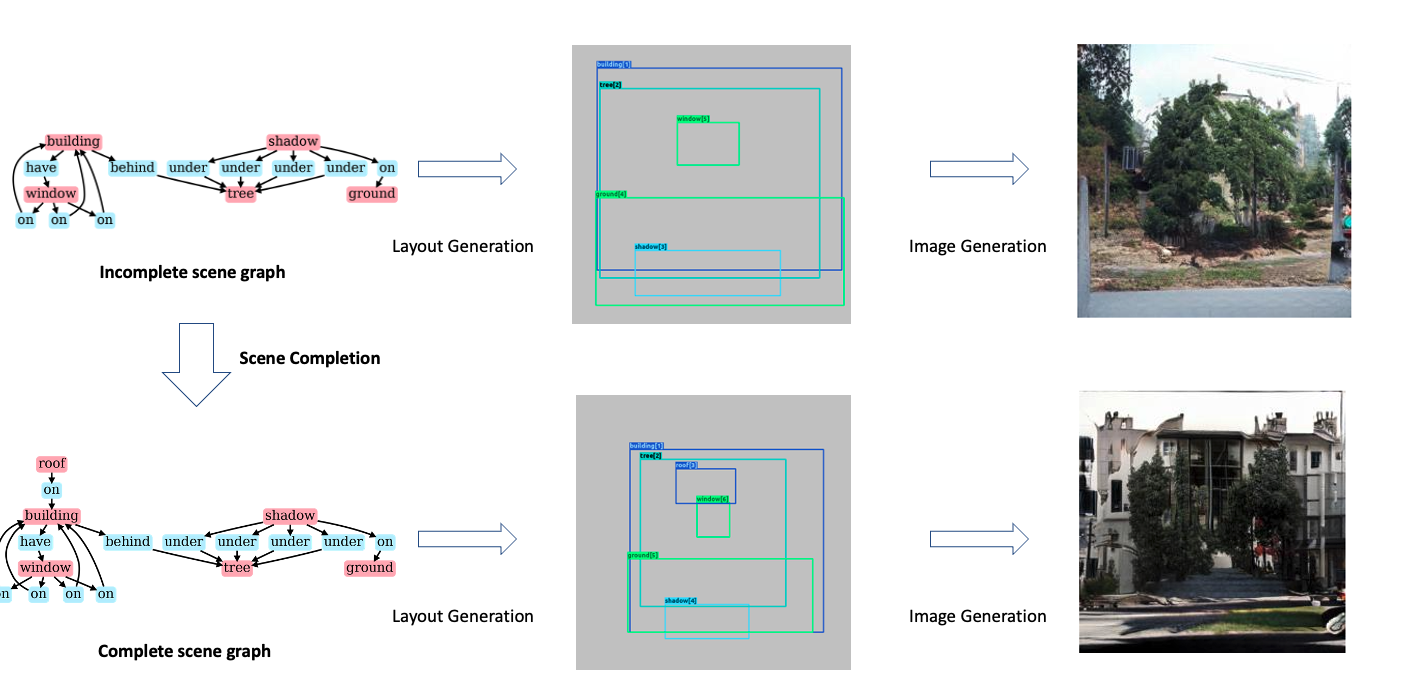 building
shadow
have
behind
under
under
under
under
on
window
tree
ground
on
on
on
Incomplete scene graph
Layout Generation
building[1]
tree[2]
window[5]
ground[4]
shadow[3]
Image Generation
Scene Completion
roof
on
building
shadow
have
behind
under
under
under
under
on
window
tree
ground
on
on
on
on
Complete scene graph
Layout Generation
building[1]
tree[2]
roof[3]
window[6]
ground[5]
shadow[4]
Image Generation